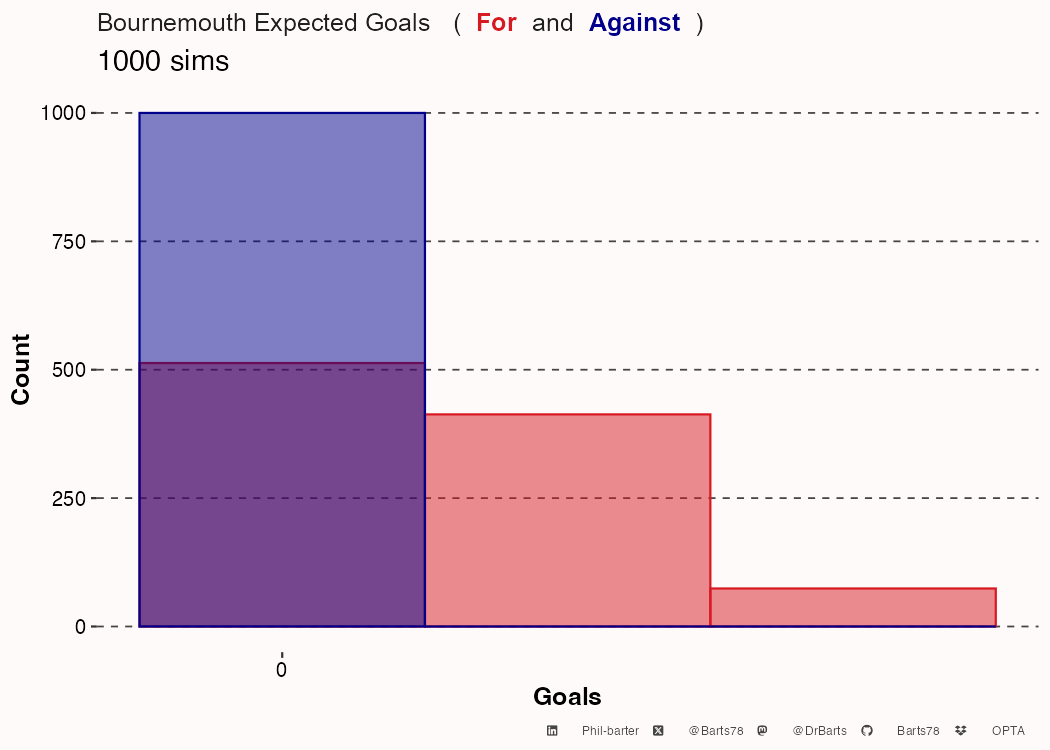 Bournemouth Expected Goals ( For and Against )
1000 sims
1000
750
500
250
0
Count
0
Goals
Phil-barter @Barts78 @DrBarts Barts78 OPTA